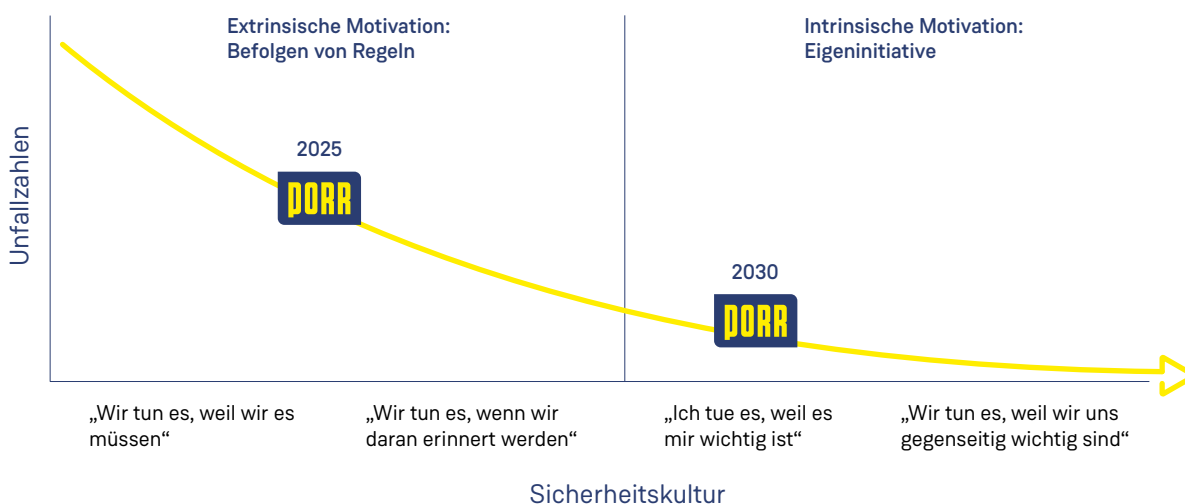 Extrinsische Motivation:
Befolgen von Regeln
Intrinsische Motivation:
Eigeninitiative
Unfallzahlen
2025
PORR
2030
PORR
„Wir tun es, weil wir es
müssen“
„Wir tun es, wenn wir
daran erinnert werden“
„Ich tue es, weil es
mir wichtig ist“
„Wir tun es, weil wir uns
gegenseitig wichtig sind“
Sicherheitskultur